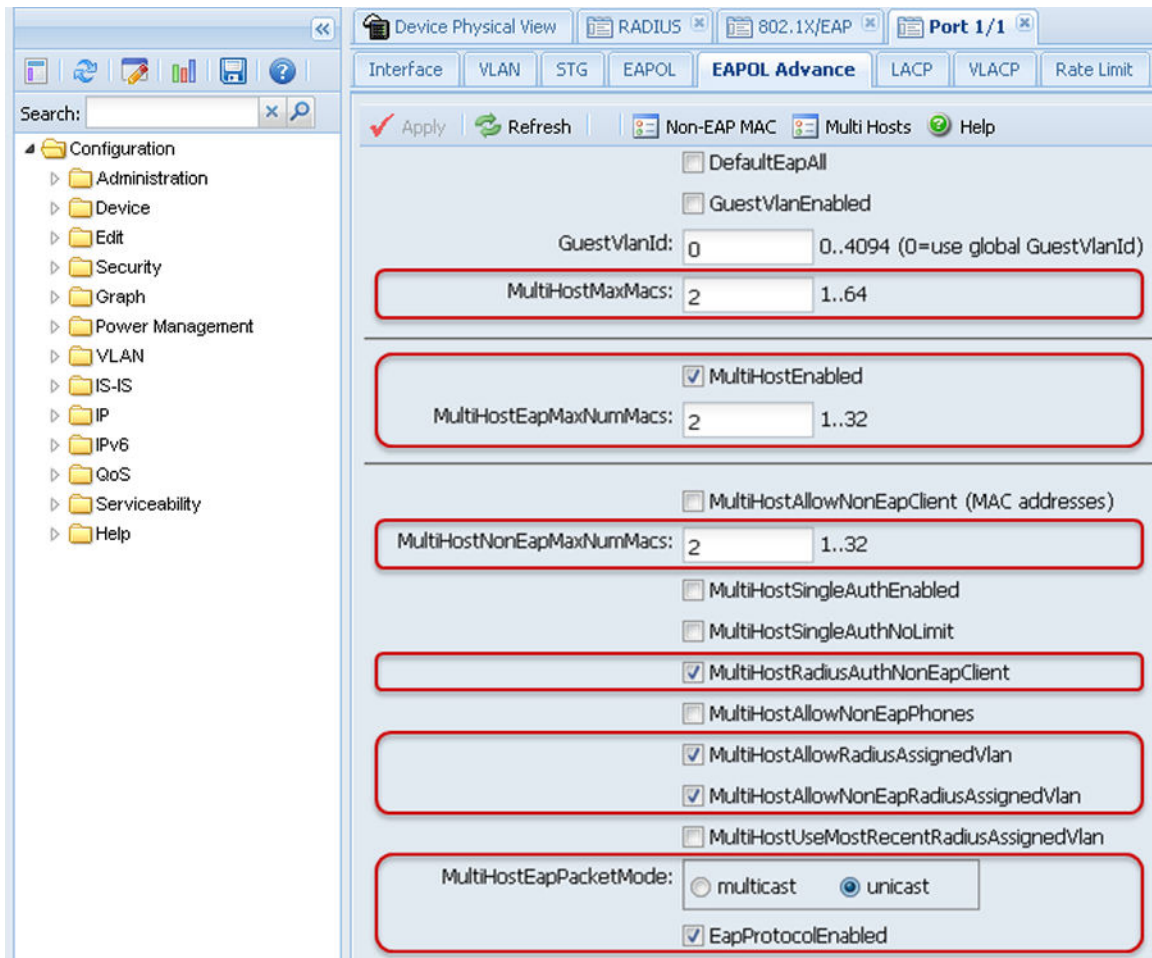 Device Physical View
RADIUS
802.1X/EAP
Port 1/1
Interface
VLAN
STG
EAPOL
EAPOL Advance
LACP
VLACP
Rate Limit
Search:
Configuration
Administration
Device
Edit
Security
Graph
Power Management
VLAN
IS-IS
IP
IPv6
QoS
Serviceability
Help
Apply
Refresh
Non-EAP MAC
Multi Hosts
Help
DefaultEapAll
GuestVlanEnabled
GuestVlanId: 0 0..4094 (0=use global GuestVlanId)
MultiHostMaxMacs: 2 1..64
MultiHostEnabled
MultiHostEapMaxNumMacs: 2 1..32
MultiHostAllowNonEapClient (MAC addresses)
MultiHostNonEapMaxNumMacs: 2 1..32
MultiHostSingleAuthEnabled
MultiHostSingleAuthNoLimit
MultiHostRadiusAuthNonEapClient
MultiHostAllowNonEapPhones
MultiHostAllowRadiusAssignedVlan
MultiHostAllowNonEapRadiusAssignedVlan
MultiHostUseMostRecentRadiusAssignedVlan
MultiHostEapPacketMode: multicast unicast
EapProtocolEnabled